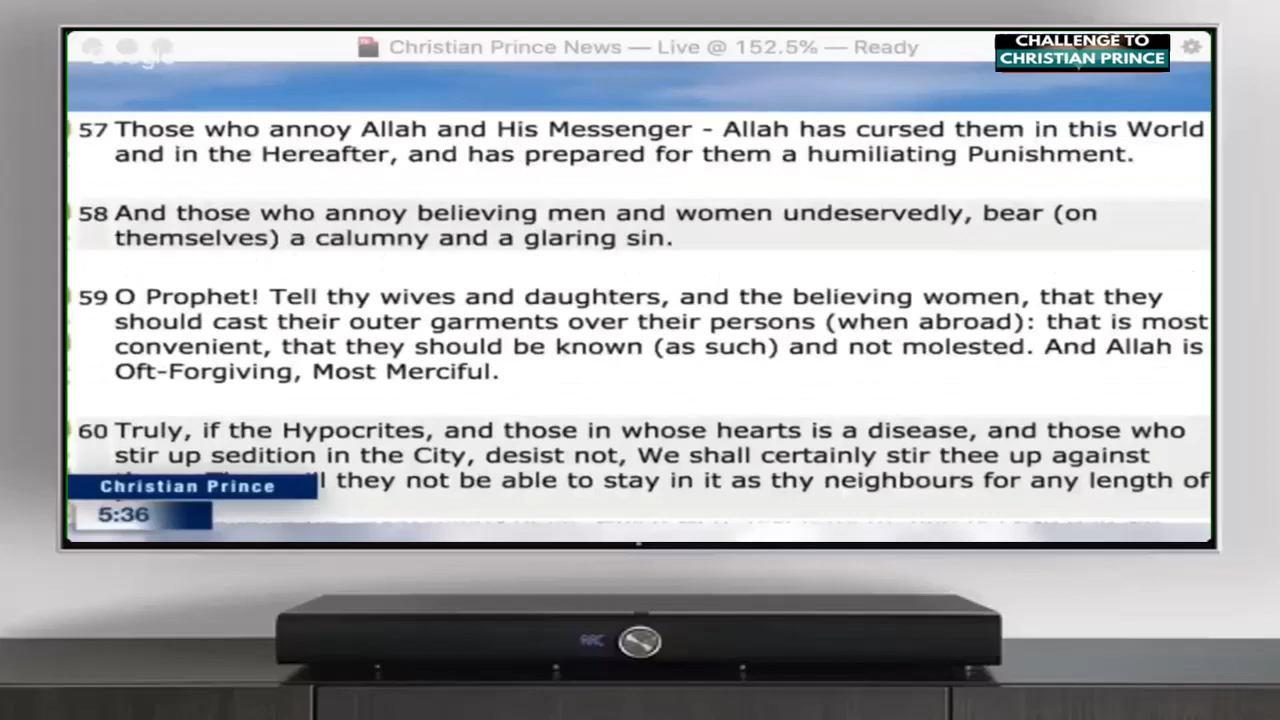 Christian Prince News — Live @ 152.5% — Ready
CHALLENGE TO
CHRISTIAN PRINCE
Google
57 Those who annoy Allah and His Messenger - Allah has cursed them in this World
and in the Hereafter, and has prepared for them a humiliating Punishment.
58 And those who annoy believing men and women undeservedly, bear (on
themselves) a calumny and a glaring sin.
59 O Prophet! Tell thy wives and daughters, and the believing women, that they
should cast their outer garments over their persons (when abroad): that is most
convenient, that they should be known (as such) and not molested. And Allah is
Oft-Forgiving, Most Merciful.
60 Truly, if the Hypocrites, and those in whose hearts is a disease, and those who
stir up sedition in the City, desist not, We shall certainly stir thee up against
they not be able to stay in it as thy neighbours for any length of
Christian Prince
5:36
ARC